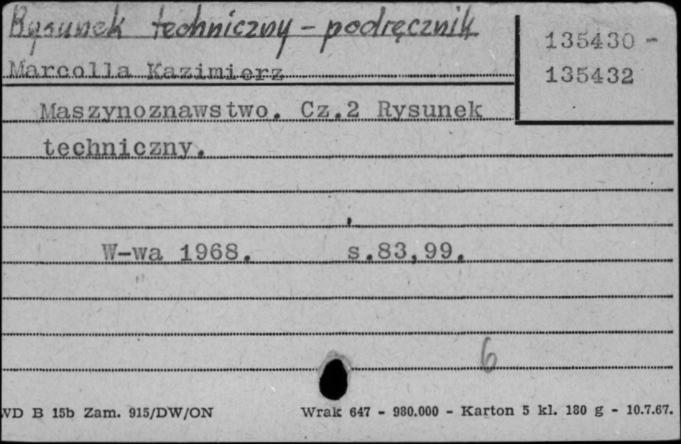 Rysunek techniczny - podręcznik
135430 -
Marcolla Kazimierz
135432
Maszynoznawstwo. Cz.2 Rysunek
techniczny.
W-wa 1968. s.83,99.
6
WD B 15b Zam. 915/DW/ON Wrak 647 - 980.000 - Karton 5 kl. 180 g - 10.7.67.